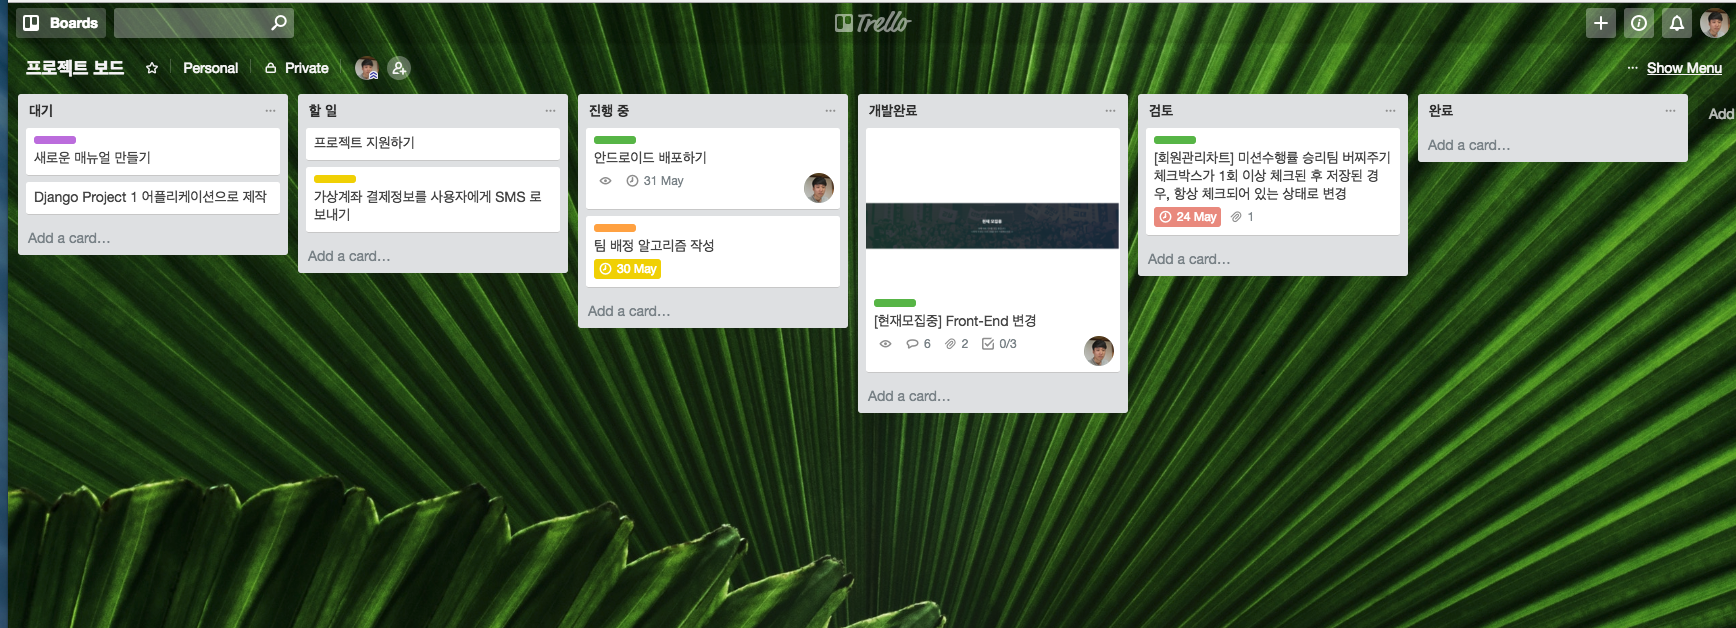 Boards
Trello
프로젝트 보드
Personal
Private
Show Menu
대기
새로운 매뉴얼 만들기
Django Project 1 어플리케이션으로 제작
Add a card…
할 일
프로젝트 지원하기
가상계좌 결제정보를 사용자에게 SMS 로
보내기
Add a card…
진행 중
안드로이드 배포하기
31 May
팀 배정 알고리즘 작성
30 May
Add a card…
개발완료
[현재모집중] Front-End 변경
6 2 0/3
Add a card…
검토
[회원관리차트] 미션수행률 승리팀 버찌주기
체크박스가 1회 이상 체크된 후 저장된 경
우, 항상 체크되어 있는 상태로 변경
24 May 1
Add a card…
완료
Add a card…
Add